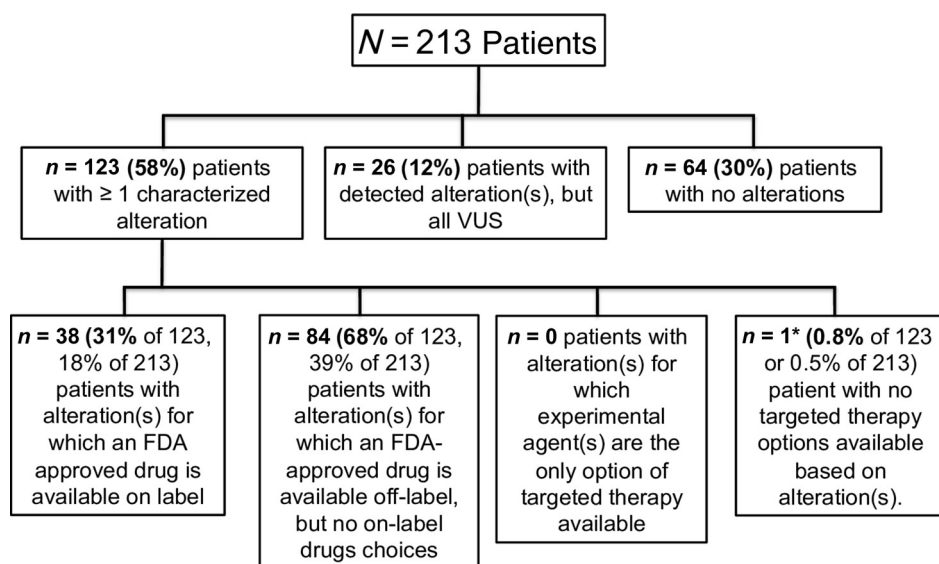 N = 213 Patients
n = 123 (58%) patients
with ≥ 1 characterized
alteration
n = 26 (12%) patients with
detected alteration(s), but
all VUS
n = 64 (30%) patients
with no alterations
n = 38 (31% of 123,
18% of 213)
patients with
alteration(s) for
which an FDA
approved drug is
available on label
n = 84 (68% of 123,
39% of 213)
patients with
alteration(s) for
which an FDA-
approved drug is
available off-label,
but no on-label
drugs choices
n = 0 patients with
alteration(s) for
which
experimental
agent(s) are the
only option of
targeted therapy
available
n = 1* (0.8% of 123
or 0.5% of 213)
patient with no
targeted therapy
options available
based on
alteration(s).